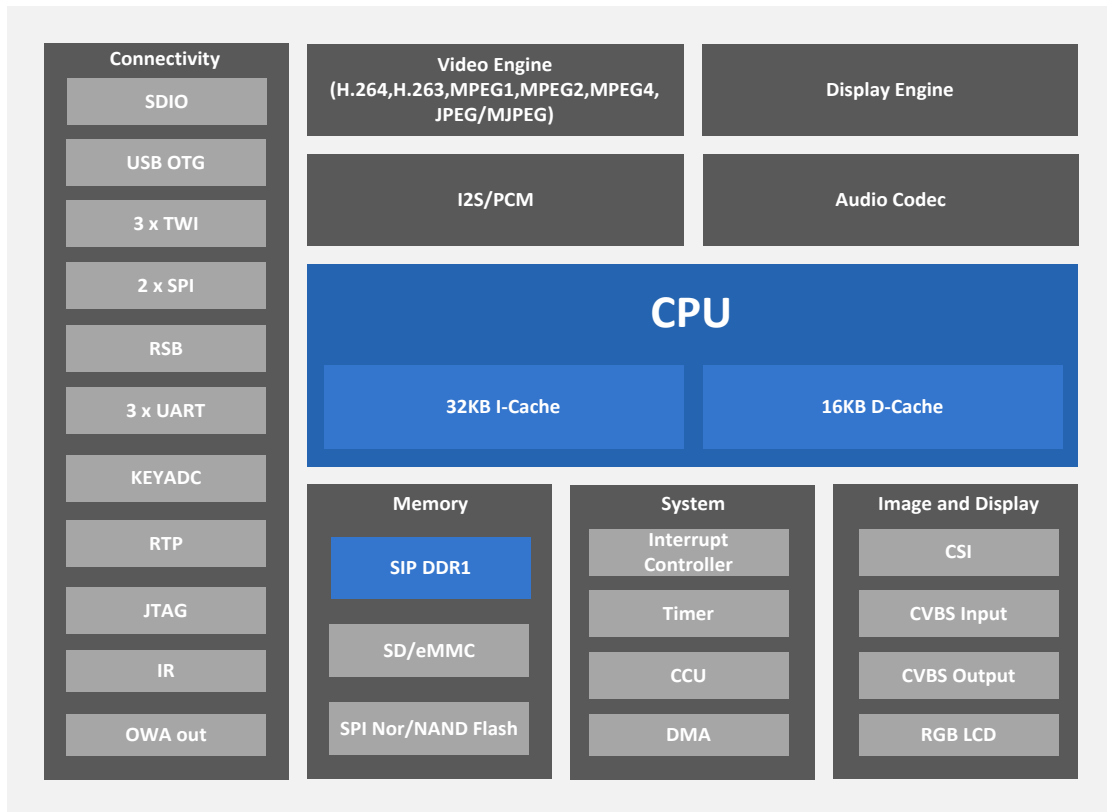 Connectivity
SDIO
USB OTG
3 x TWI
2 x SPI
RSB
3 x UART
KEYADC
RTP
JTAG
IR
OWA out
Video Engine
(H.264,H.263,MPEG1,MPEG2,MPEG4,
JPEG/MJPEG)
Display Engine
I2S/PCM
Audio Codec
CPU
32KB I-Cache
16KB D-Cache
Memory
SIP DDR1
SD/eMMC
SPI Nor/NAND Flash
System
Interrupt
Controller
Timer
CCU
DMA
Image and Display
CSI
CVBS Input
CVBS Output
RGB LCD